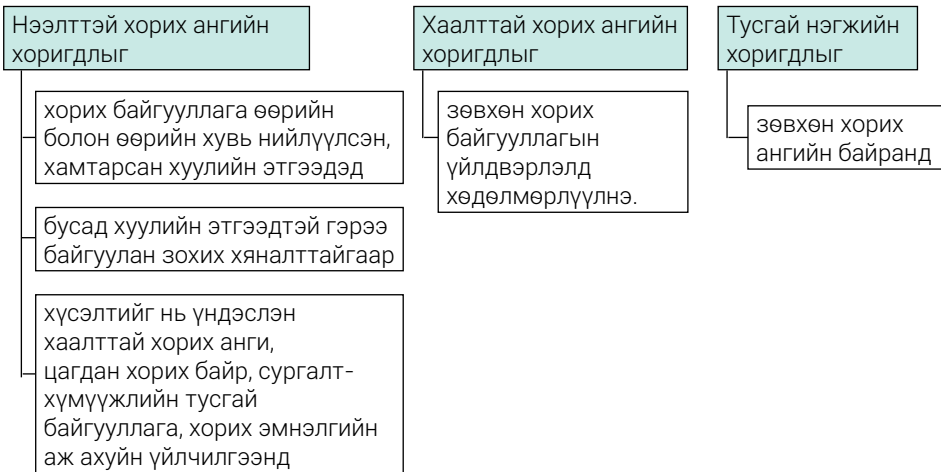 Нээлттэй хорих ангийн
хоригдлыг
хорих байгууллага өөрийн
болон өөрийн хувь нийлүүлсэн,
хамтарсан хуулийн этгээдэд
бусад хуулийн этгээдтэй гэрээ
байгуулан зохих хяналттайгаар
хүсэлтийг нь үндэслэн
хаалттай хорих анги,
цагдан хорих байр, сургалт-
хүмүүжлийн тусгай
байгууллага, хорих эмнэлгийн
аж ахуйн үйлчилгээнд
Хаалттай хорих ангийн
хоригдлыг
зөвхөн хорих
байгууллагын
үйлдвэрлэлд
хөдөлмөрлүүлнэ.
Тусгай нэгжийн
хоригдлыг
зөвхөн хорих
ангийн байранд